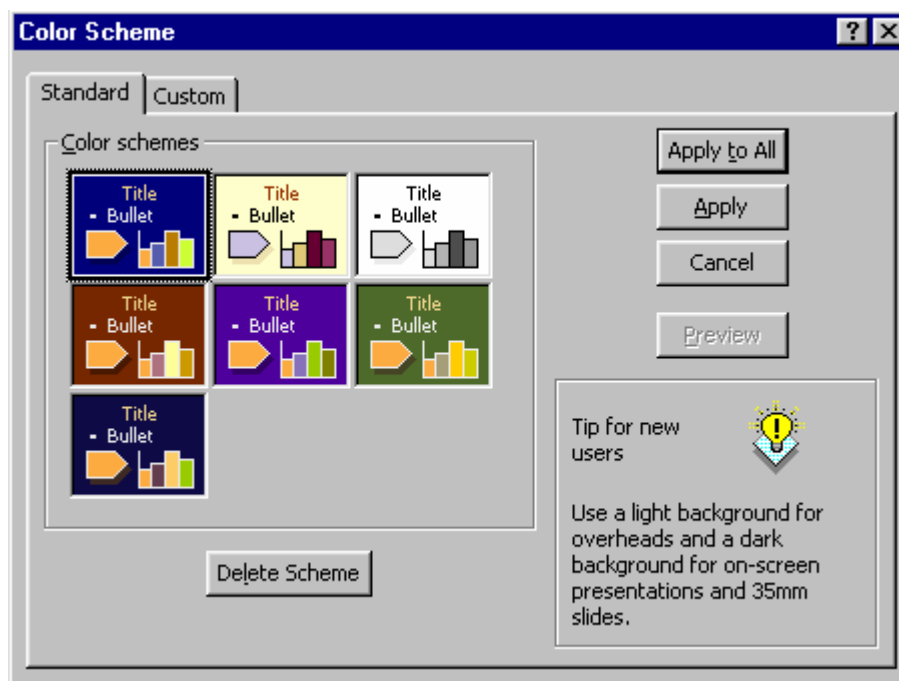 Color Scheme
Standard
Custom
Color schemes
Title
- Bullet
Title
- Bullet
Title
- Bullet
Title
- Bullet
Title
- Bullet
Title
- Bullet
Title
- Bullet
Delete Scheme
Apply to All
Apply
Cancel
Preview
Tip for new
users
Use a light background for
overheads and a dark
background for on-screen
presentations and 35mm
slides.